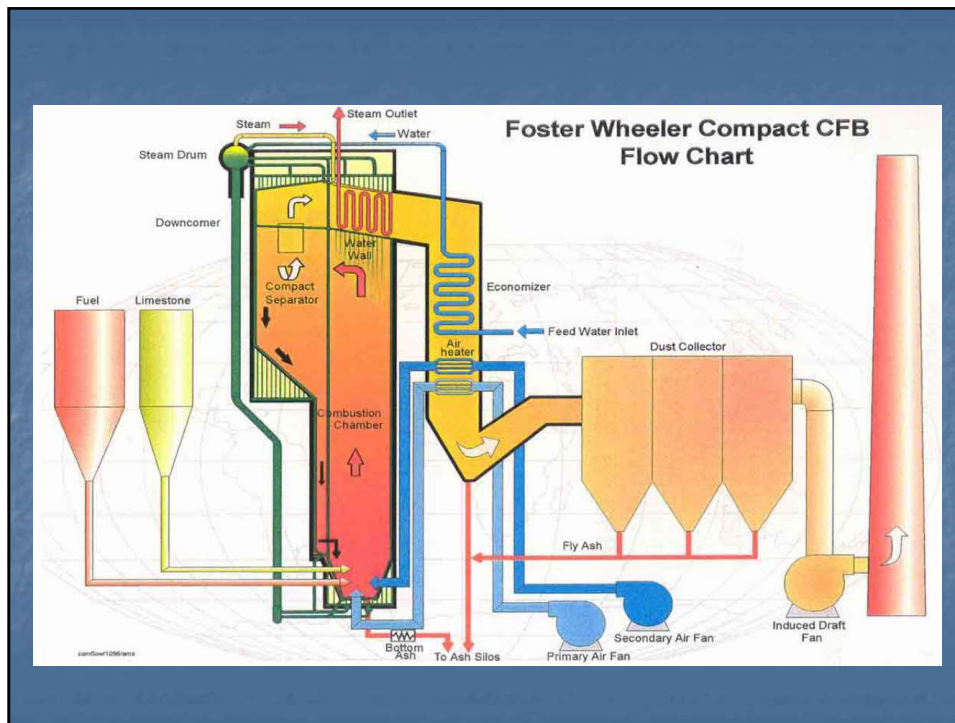 Foster Wheeler Compact CFB
Flow Chart
Steam Outlet
Steam
Water
Steam Drum
Downcomer
Water
Wall
Compact
Separator
Economizer
Fuel
Limestone
Feed Water Inlet
Air
heater
Dust Collector
Combustion
Chamber
Fly Ash
Bottom
Ash
To Ash Silos
Primary Air Fan
Secondary Air Fan
Induced Draft
Fan